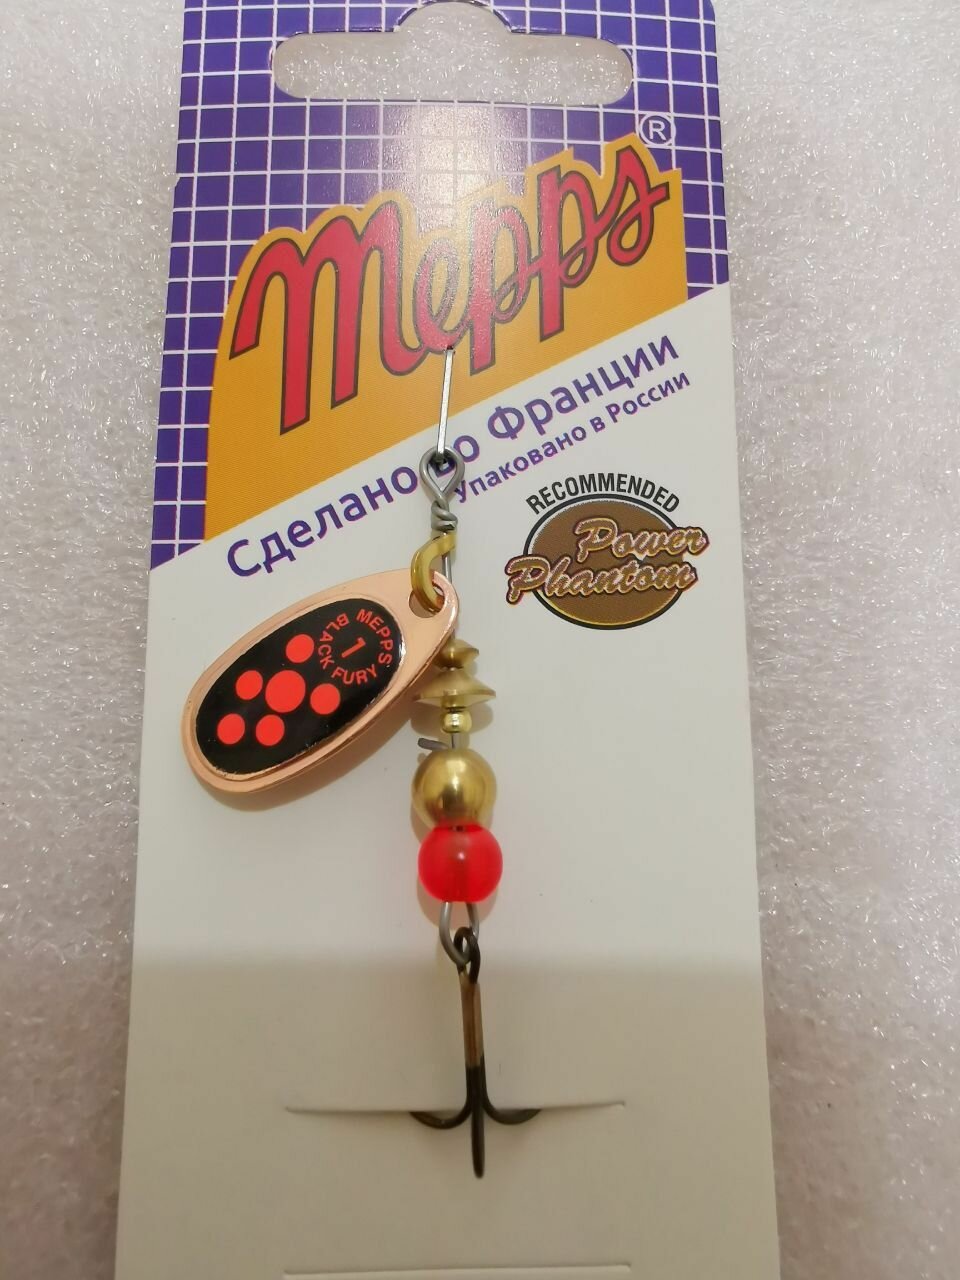 Mepps ®
Сделано во Франции
Упаковано в России
RECOMMENDED
Power
Phantom
MEPPS
BLACK FURY
1